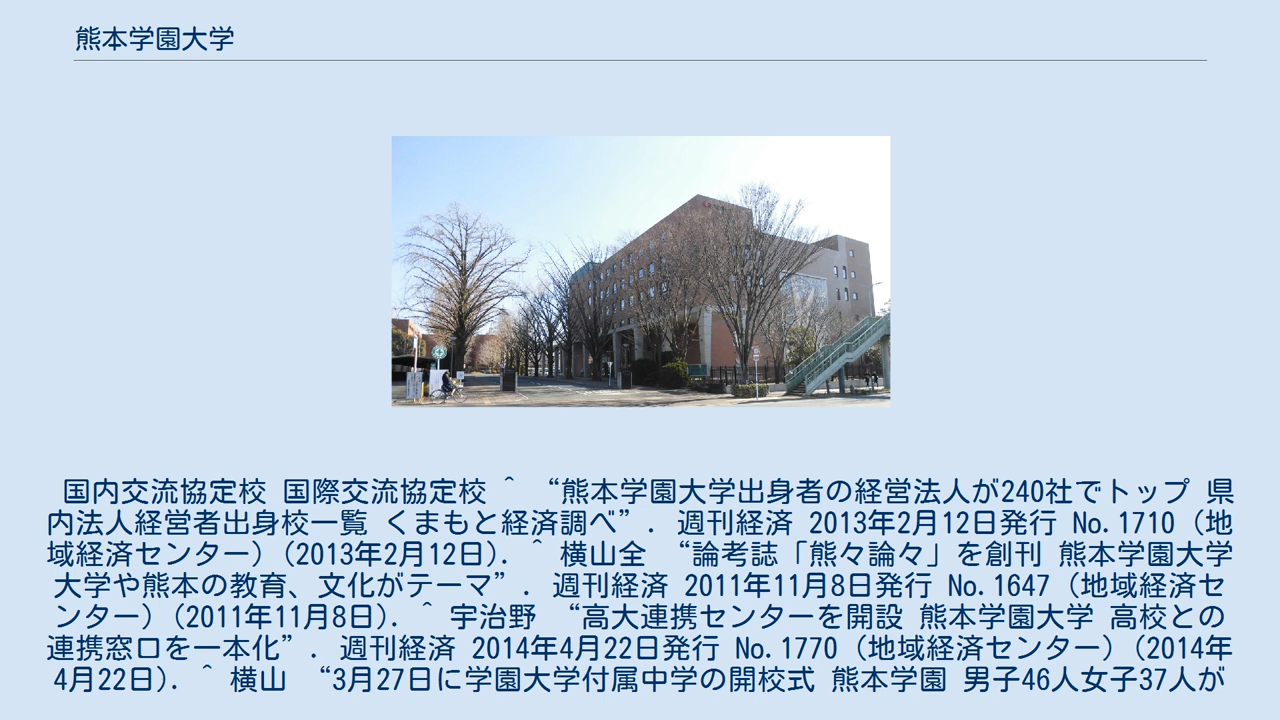 熊本学園大学
国内交流協定校 国際交流協定校 ^ “熊本学園大学出身者の経営法人が240社でトップ 県
内法人経営者出身校一覧 くまもと経済調べ”. 週刊経済 2013年2月12日発行 No.1710 (地
域経済センター) (2013年2月12日). ^ 横山全 “論考誌「熊々論々」を創刊 熊本学園大学
大学や熊本の教育、文化がテーマ”. 週刊経済 2011年11月8日発行 No.1647 (地域経済セ
ンター) (2011年11月8日). ^ 宇治野 “高大連携センターを開設 熊本学園大学 高校との
連携窓口を一本化”. 週刊経済 2014年4月22日発行 No.1770 (地域経済センター) (2014年
4月22日). ^ 横山 “3月27日に学園大学付属中学の開校式 熊本学園 男子46人女子37人が